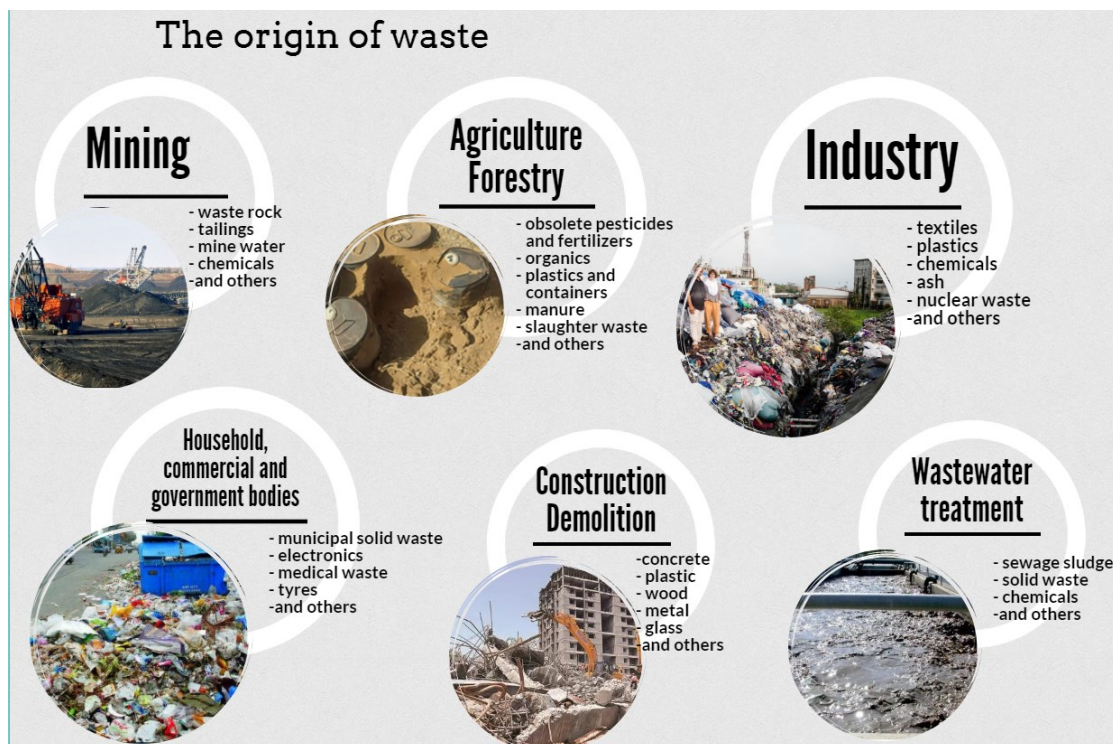 The origin of waste
Mining
- waste rock
- tailings
- mine water
- chemicals
-and others
Agriculture
Forestry
- obsolete pesticides
and fertilizers
- organics
- plastics and
containers
- manure
- slaughter waste
-and others
Industry
- textiles
- plastics
- chemicals
- ash
- nuclear waste
-and others
Household,
commercial and
government bodies
- municipal solid waste
- electronics
- medical waste
- tyres
-and others
Construction
Demolition
-concrete
- plastic
- wood
- metal
- glass
-and others
Wastewater
treatment
- sewage sludge
- solid waste
- chemicals
-and others